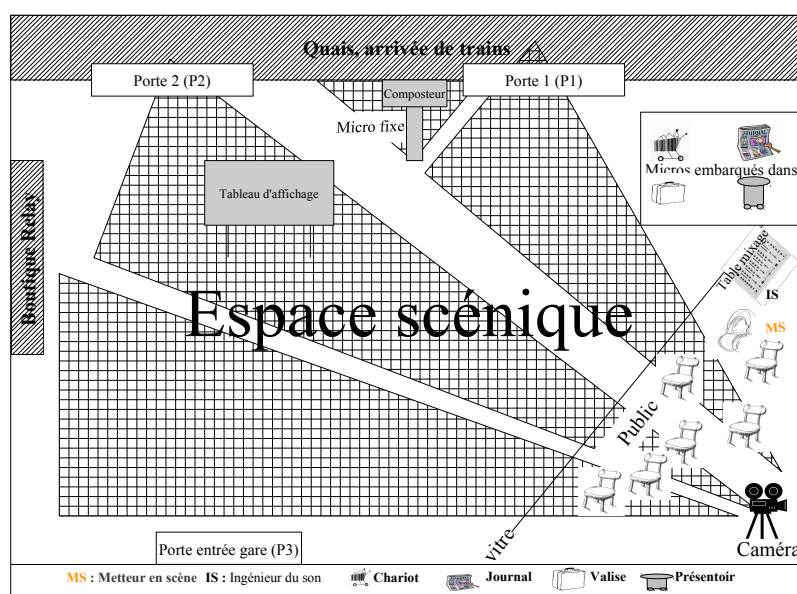 Quais, arrivée de trains
Porte 2 (P2)
Composteur
Porte 1 (P1)
Micro fixe
Micros embarqués dans
Tableau d'affichage
Boutique Relay
Table mixage
IS
MS
Espace scénique
Public
vitre
Porte entrée gare (P3)
Caméra
MS : Metteur en scène IS : Ingénieur du son Chariot Journal Valise Présentoir